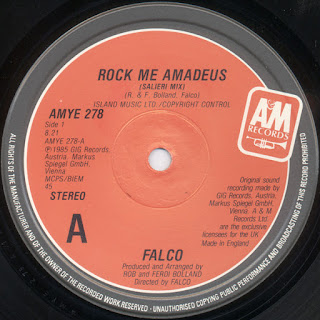 ROCK ME AMADEUS
(SALIERI MIX)
(R. & F. Bolland, Falco)
ISLAND MUSIC LTD./COPYRIGHT CONTROL
AMYE 278
Side 1
8.21
AMYE 278-A
℗1985 GIG Records,
Austria. Markus
Spiegel GmbH,
Vienna
MCPS/BIEM
45
STEREO
A
A&M
RECORDS
Original sound
recording made by
GIG Records, Austria,
Markus Spiegel GmbH,
Vienna. A & M
Records Ltd.
are the exclusive
licensees for the UK
Made in England
FALCO
Produced and Arranged by
ROB and FERDI BOLLAND
Directed by FALCO
ALL RIGHTS OF THE MANUFACTURER AND OF THE OWNER OF THE RECORDED WORK RESERVED - UNAUTHORISED COPYING PUBLIC PERFORMANCE AND BROADCASTING OF THIS RECORD PROHIBITED